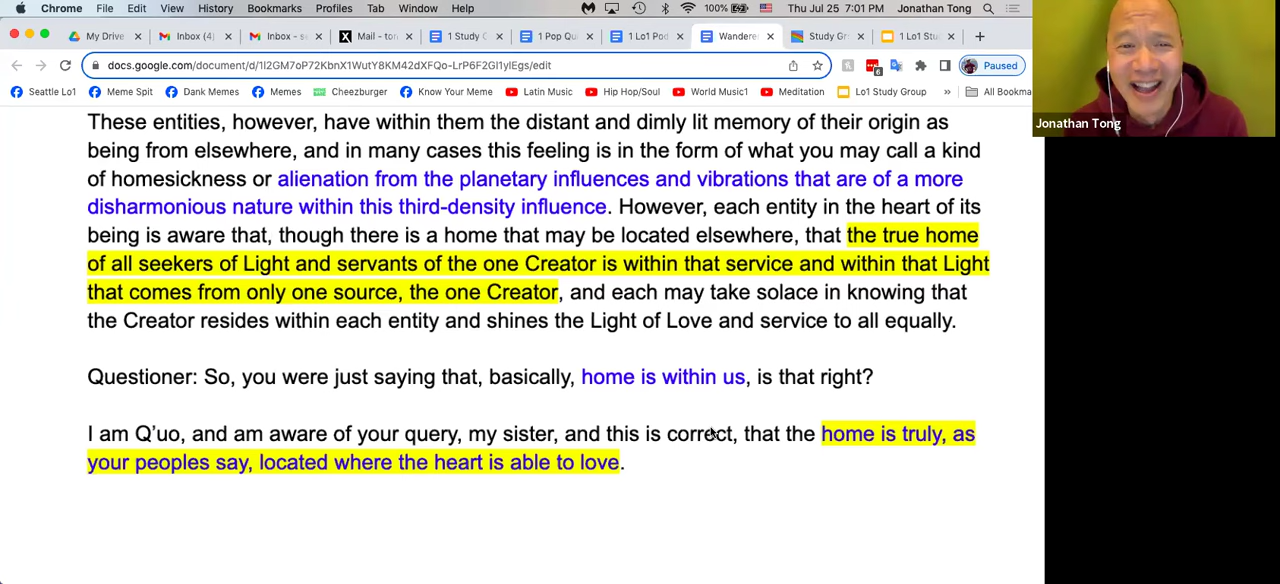 Chrome File Edit View History Bookmarks Profiles Tab Window Help 100% Thu Jul 25 7:01 PM Jonathan Tong
My Drive Inbox (4) Inbox - s Mail - to 1 Study 1 Pop Qu 1 Lo1 Pod Wandere Study Gr 1 Lo1 Stu
docs.google.com/document/d/1I2GM7oP72KbnX1WutY8KM42dXFQo-LrP6F2GI1yIEgs/edit 6 Paused
Seattle Lo1 Meme Spit Dank Memes Memes Cheezburger Know Your Meme Latin Music Hip Hop/Soul World Music1 Meditation Lo1 Study Group » All Bookma
Jonathan Tong
These entities, however, have within them the distant and dimly lit memory of their origin as
being from elsewhere, and in many cases this feeling is in the form of what you may call a kind
of homesickness or alienation from the planetary influences and vibrations that are of a more
disharmonious nature within this third-density influence. However, each entity in the heart of its
being is aware that, though there is a home that may be located elsewhere, that the true home
of all seekers of Light and servants of the one Creator is within that service and within that Light
that comes from only one source, the one Creator, and each may take solace in knowing that
the Creator resides within each entity and shines the Light of Love and service to all equally.
Questioner: So, you were just saying that, basically, home is within us, is that right?
I am Q'uo, and am aware of your query, my sister, and this is correct, that the home is truly, as
your peoples say, located where the heart is able to love.